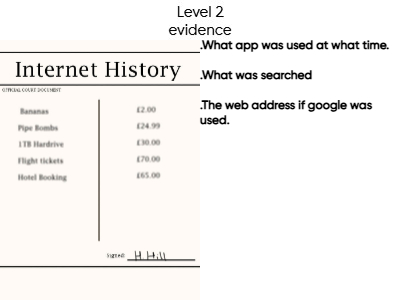 Level 2
evidence
.What app was used at what time.
.What was searched
.The web address if google was
used.
Internet History
OFFICIAL COURT DOCUMENT
Bananas £2.00
Pipe Bombs £24.99
1TB Hardrive £30.00
Flight tickets £70.00
Hotel Booking £65.00
Signed: H Hill